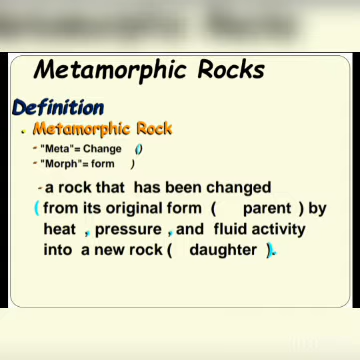 Metamorphic Rocks
Definition
. Metamorphic Rock
- "Meta"= Change ()
- "Morph"= form )
- a rock that has been changed
( from its original form ( parent ) by
heat , pressure , and fluid activity
into a new rock ( daughter ).